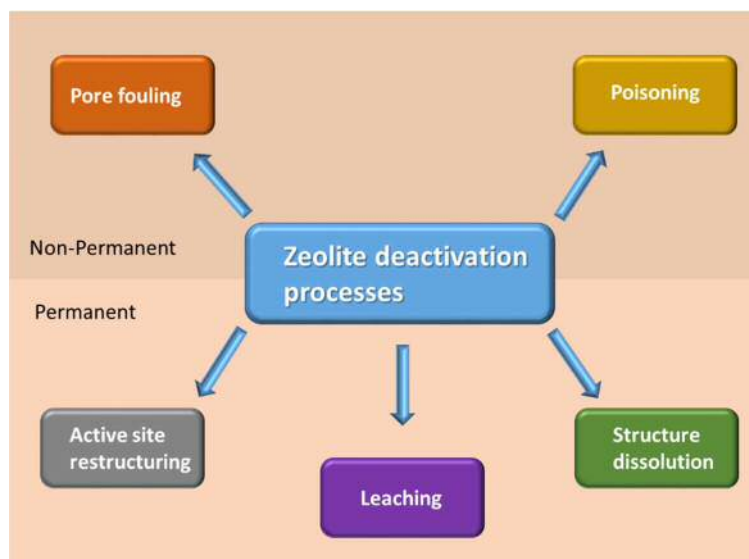 Pore fouling
Poisoning
Non-Permanent
Zeolite deactivation
processes
Permanent
Active site
restructuring
Leaching
Structure
dissolution